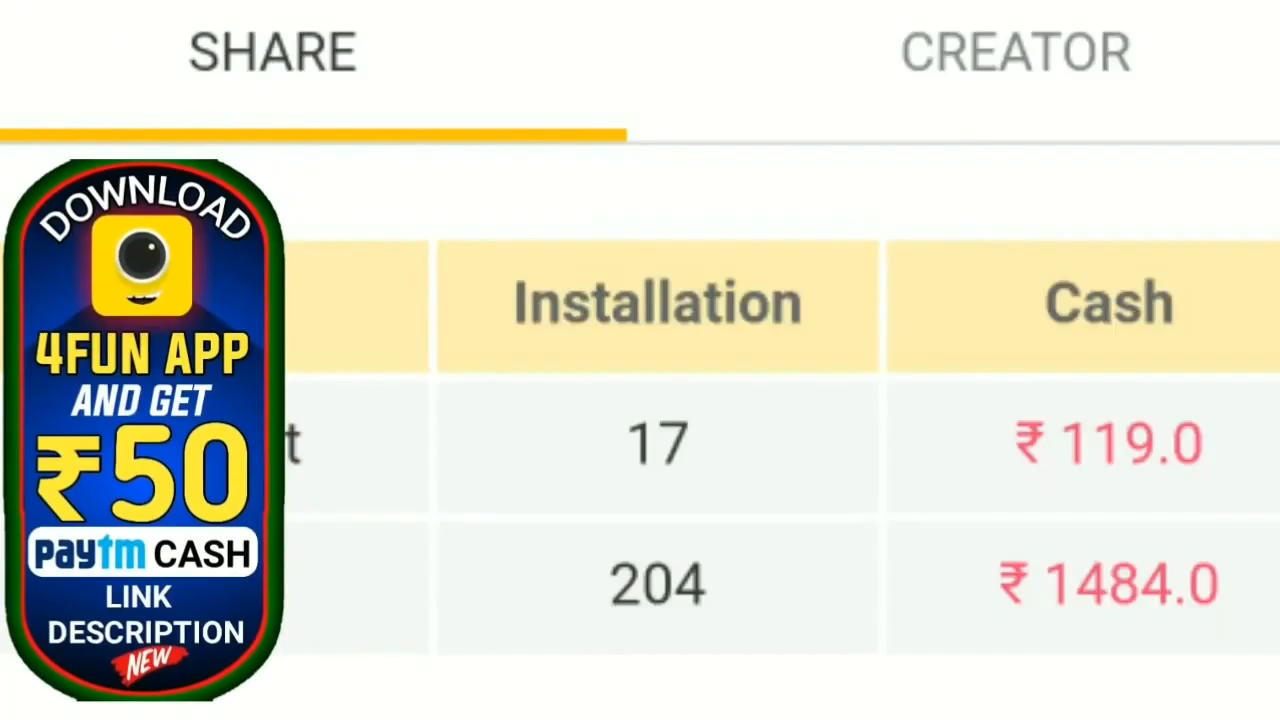 SHARE CREATOR
DOWNLOAD
4FUN APP
AND GET
₹50
paytm CASH
LINK
DESCRIPTION
NEW
Installation Cash
t 17 ₹ 119.0
204 ₹ 1484.0